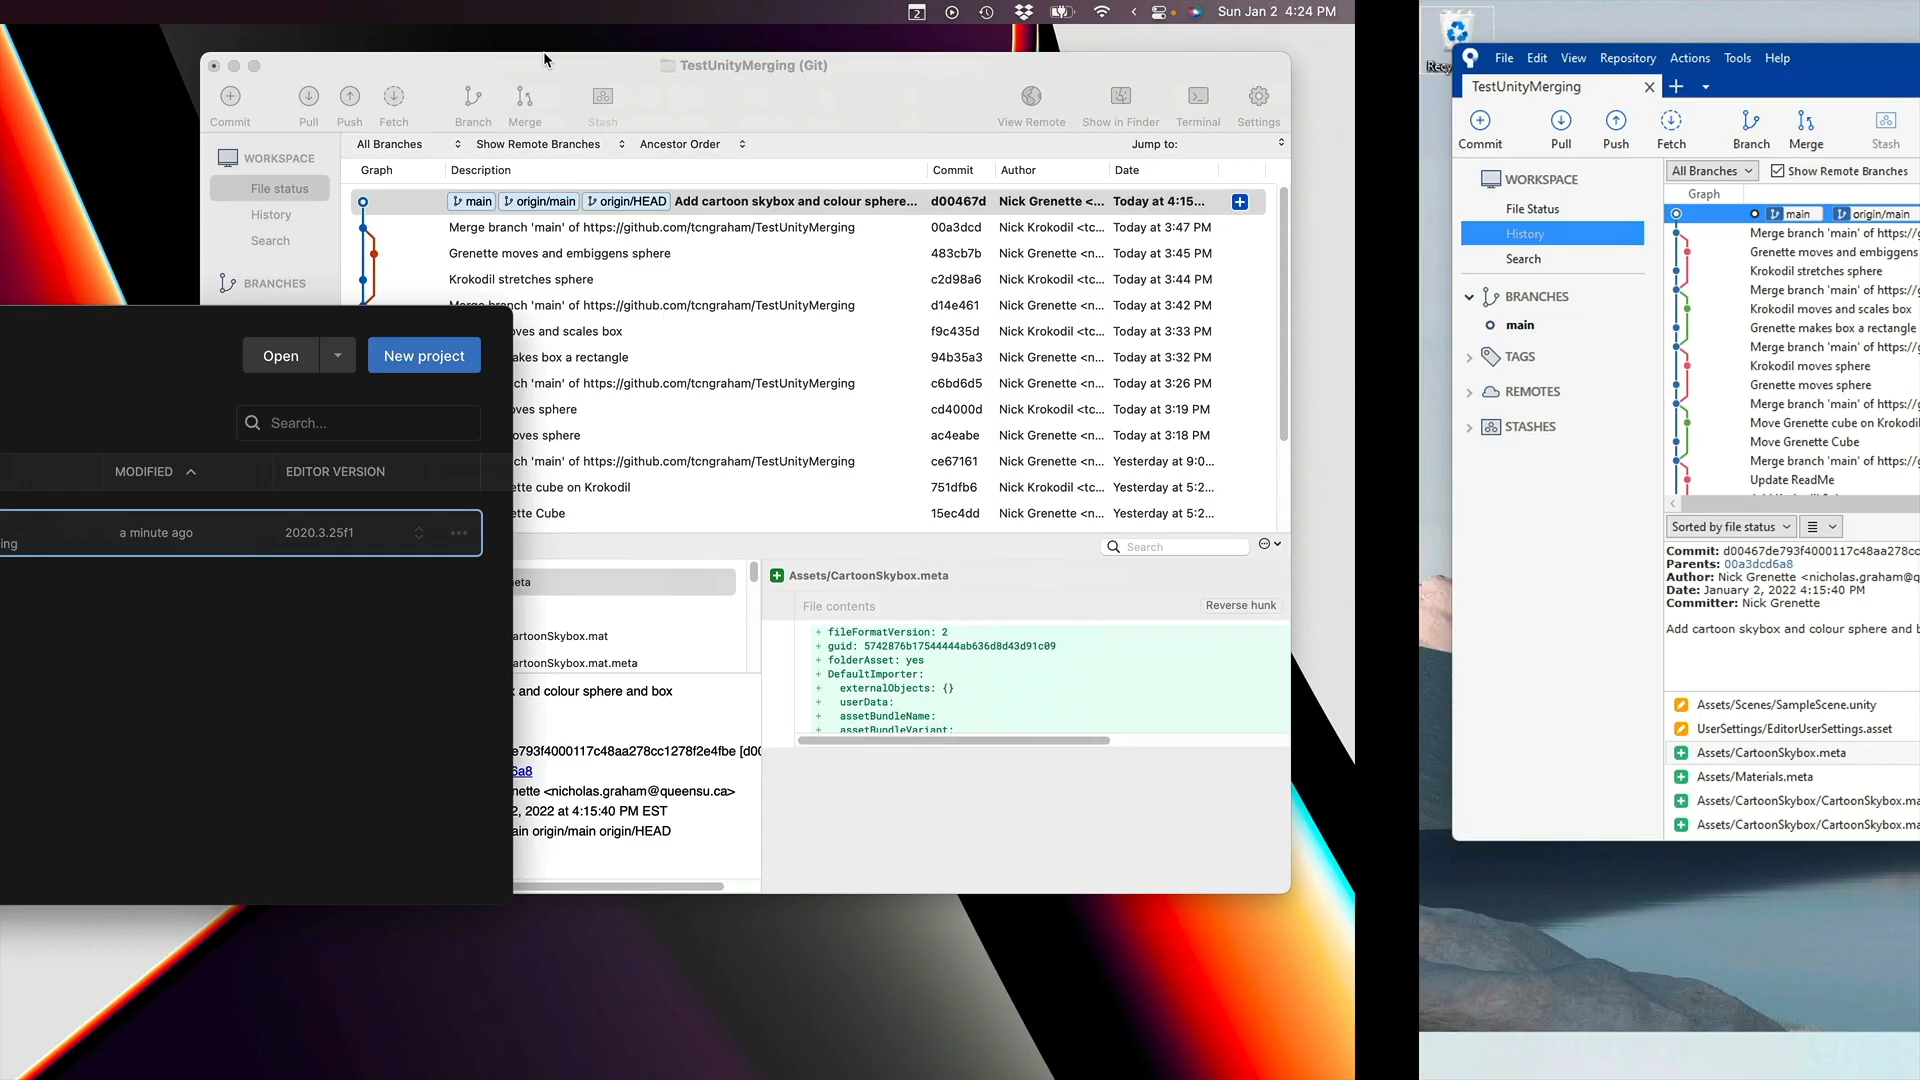 2
Sun Jan 2 4:24 PM
TestUnityMerging (Git)
Commit
Pull
Push
Fetch
Branch
Merge
Stash
View Remote
Show in Finder
Terminal
Settings
WORKSPACE
File status
History
Search
BRANCHES
All Branches
Show Remote Branches
Ancestor Order
Jump to:
Graph
Description
Commit
Author
Date
main origin/main origin/HEAD Add cartoon skybox and colour sphere... d00467d Nick Grenette <... Today at 4:15...
Merge branch 'main' of https://github.com/tcngraham/TestUnityMerging 00a3dcd Nick Krokodil <tc... Today at 3:47 PM
Grenette moves and embiggens sphere 483cb7b Nick Grenette <n... Today at 3:45 PM
Krokodil stretches sphere c2d98a6 Nick Krokodil <tc... Today at 3:44 PM
Merge branch 'main' of https://github.com/tcngraham/TestUnityMerging d14e461 Nick Grenette <n... Today at 3:42 PM
oves and scales box f9c435d Nick Krokodil <tc... Today at 3:33 PM
akes box a rectangle 94b35a3 Nick Grenette <n... Today at 3:32 PM
ch 'main' of https://github.com/tcngraham/TestUnityMerging c6bd6d5 Nick Krokodil <tc... Today at 3:26 PM
oves sphere cd4000d Nick Krokodil <tc... Today at 3:19 PM
oves sphere ac4eabe Nick Grenette <n... Today at 3:18 PM
ch 'main' of https://github.com/tcngraham/TestUnityMerging ce67161 Nick Grenette <n... Yesterday at 9:0...
ette cube on Krokodil 751dfb6 Nick Krokodil <tc... Yesterday at 5:2...
ette Cube 15ec4dd Nick Grenette <n... Yesterday at 5:2...
Search
eta
artoonSkybox.mat
artoonSkybox.mat.meta
and colour sphere and box
e793f4000117c48aa278cc1278f2e4fbe [d00
6a8
nette <nicholas.graham@queensu.ca>
2, 2022 at 4:15:40 PM EST
ain origin/main origin/HEAD
Assets/CartoonSkybox.meta
File contents
Reverse hunk
+ fileFormatVersion: 2
+ guid: 5742876b17544444ab636d8d43d91c09
+ folderAsset: yes
+ DefaultImporter:
+ externalObjects: {}
+ userData:
+ assetBundleName:
+ assetBundleVariant:
Open
New project
Search...
MODIFIED
EDITOR VERSION
ing
a minute ago
2020.3.25f1
Recy
File Edit View Repository Actions Tools Help
TestUnityMerging
Commit
Pull
Push
Fetch
Branch
Merge
Stash
WORKSPACE
File Status
History
Search
BRANCHES
main
TAGS
REMOTES
STASHES
All Branches
Show Remote Branches
Graph
main origin/main
Merge branch 'main' of https://g
Grenette moves and embiggens
Krokodil stretches sphere
Merge branch 'main' of https://g
Krokodil moves and scales box
Grenette makes box a rectangle
Merge branch 'main' of https://g
Krokodil moves sphere
Grenette moves sphere
Merge branch 'main' of https://g
Move Grenette cube on Krokodi
Move Grenette Cube
Merge branch 'main' of https://g
Update ReadMe
Sorted by file status
Commit: d00467de793f4000117c48aa278cc
Parents: 00a3dcd6a8
Author: Nick Grenette <nicholas.graham@q
Date: January 2, 2022 4:15:40 PM
Committer: Nick Grenette
Add cartoon skybox and colour sphere and b
Assets/Scenes/SampleScene.unity
UserSettings/EditorUserSettings.asset
Assets/CartoonSkybox.meta
Assets/Materials.meta
Assets/CartoonSkybox/CartoonSkybox.ma
Assets/CartoonSkybox/CartoonSkybox.ma